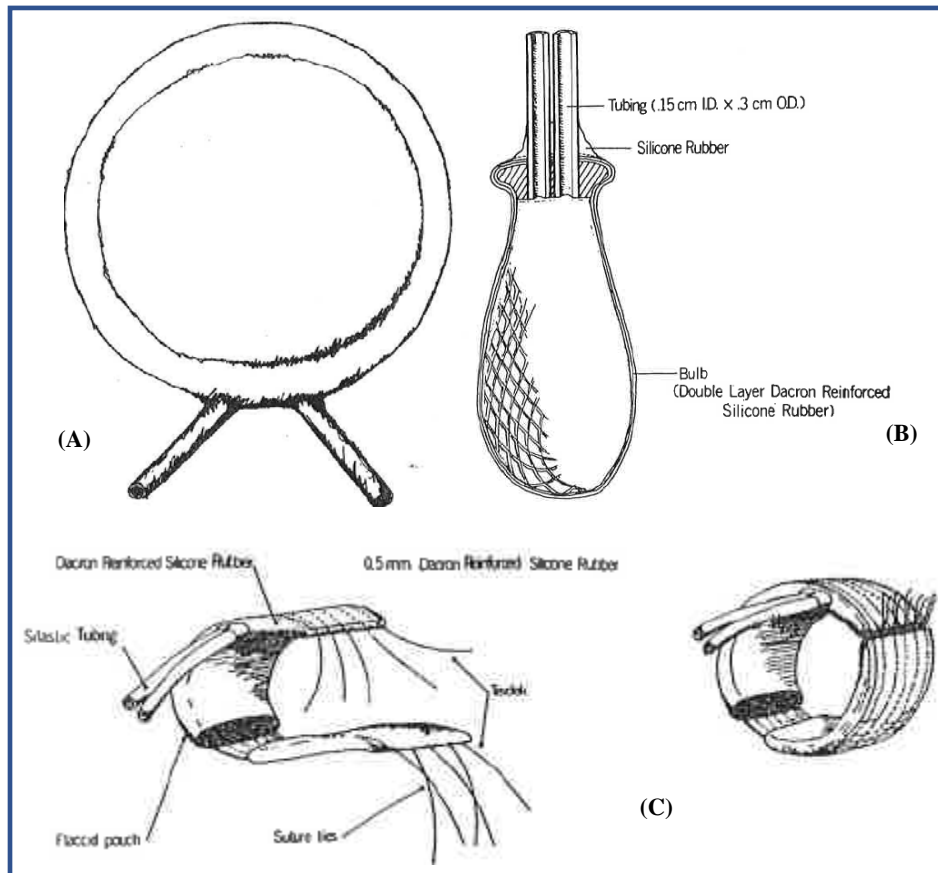 Tubing (.15 cm I.D. × .3 cm O.D.)
Silicone Rubber
Bulb
(Double Layer Dacron Reinforced
Silicone Rubber)
(A)
(B)
Dacron Reinforced Silicone Rubber
0.5 mm Dacron Reinforced Silicone Rubber
Silastic Tubing
Flaccid pouch
Suture ties
(C)